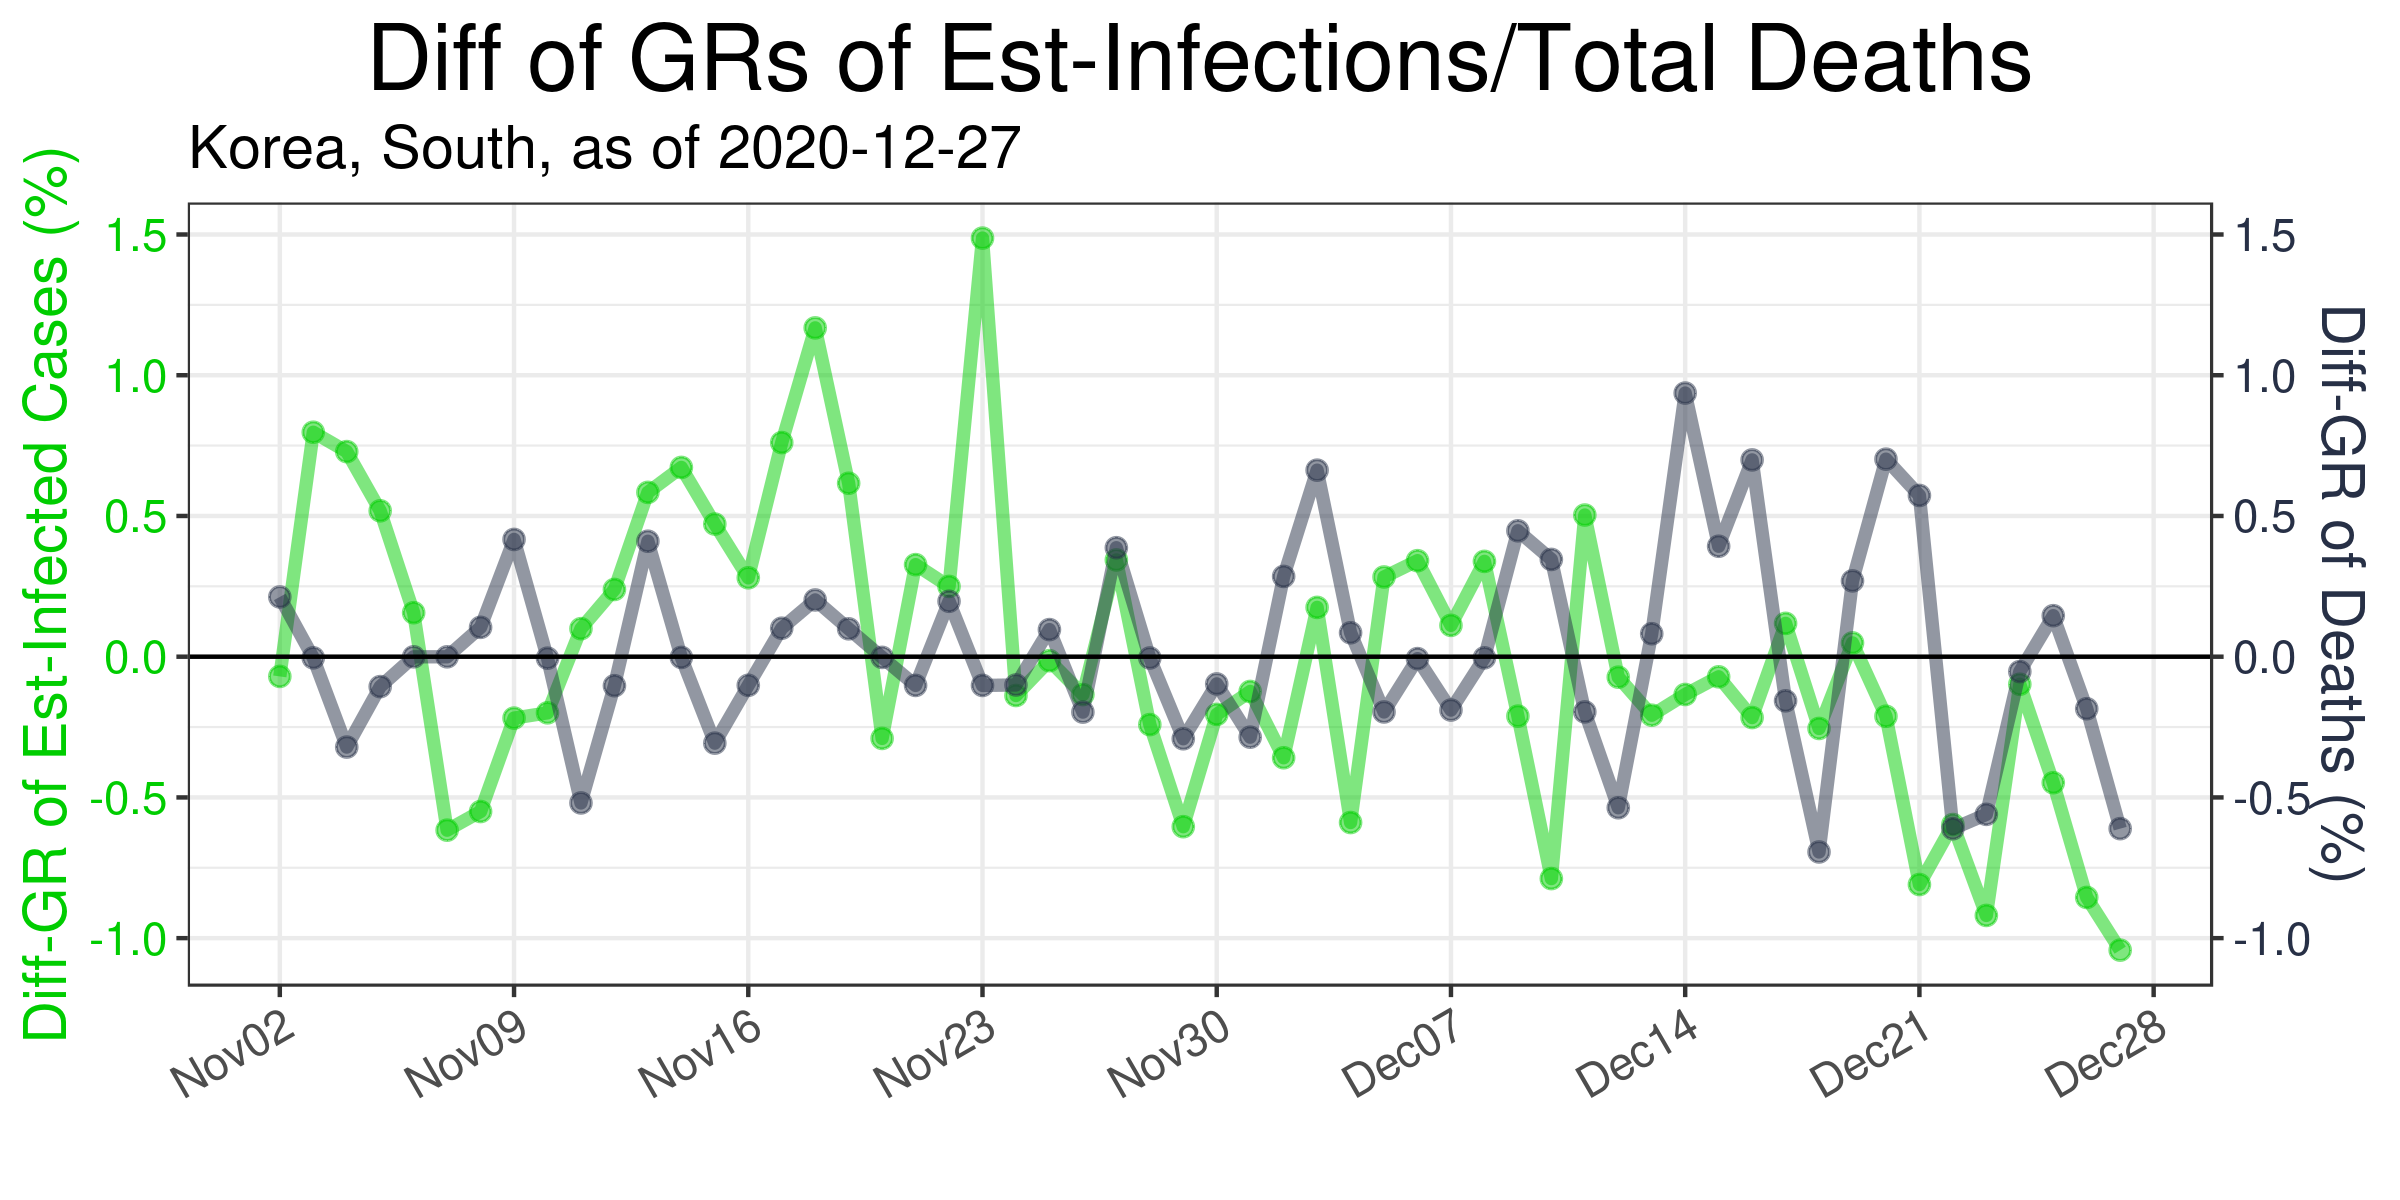 Diff of GRs of Est-Infections/Total Deaths
Korea, South, as of 2020-12-27
Diff-GR of Est-Infected Cases (%)
1.5
1.0
0.5
0.0
-0.5
-1.0
1.5
1.0
0.5
0.0
-0.5
-1.0
Diff-GR of Deaths (%)
Nov02
Nov09
Nov16
Nov23
Nov30
Dec07
Dec14
Dec21
Dec28